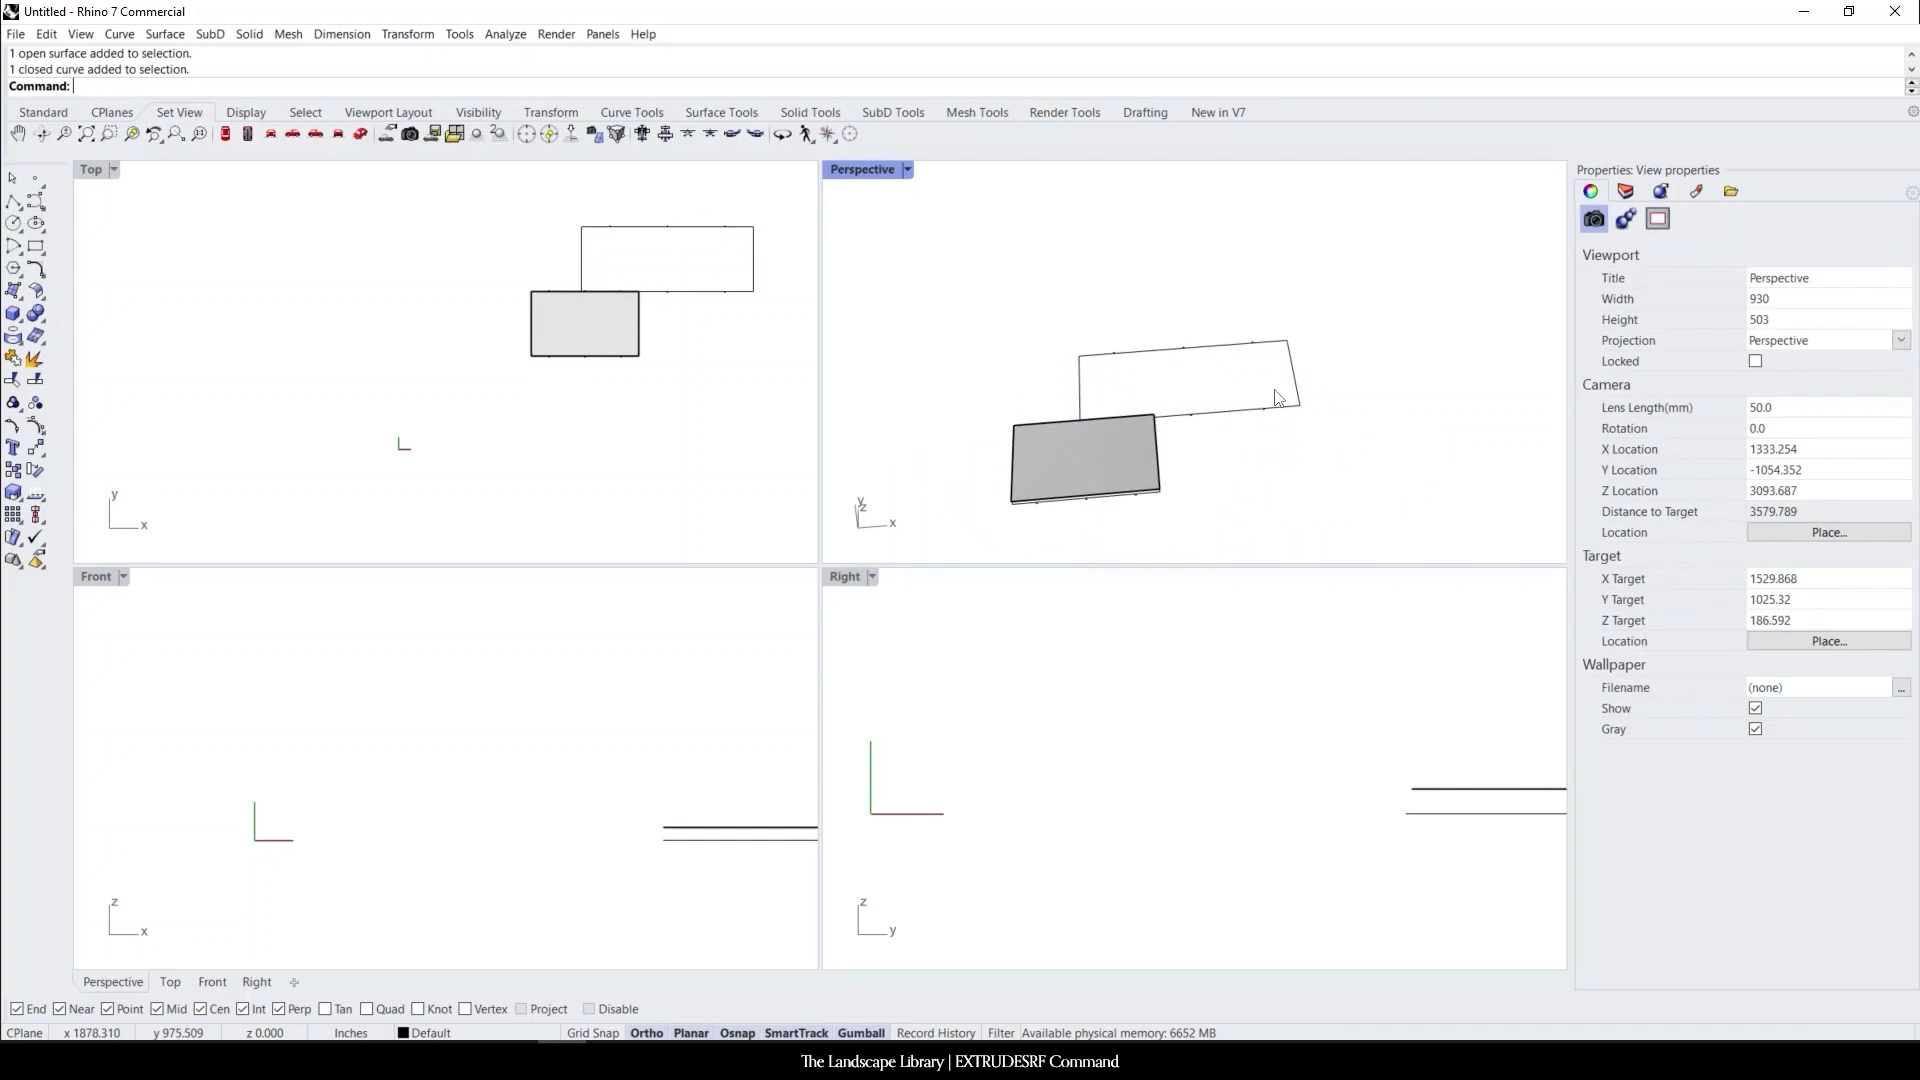 Untitled - Rhino 7 Commercial
File Edit View Curve Surface SubD Solid Mesh Dimension Transform Tools Analyze Render Panels Help
1 open surface added to selection.
1 closed curve added to selection.
Command:
Standard CPlanes Set View Display Select Viewport Layout Visibility Transform Curve Tools Surface Tools Solid Tools SubD Tools Mesh Tools Render Tools Drafting New in V7
Top
y
x
Perspective
y
z
x
Front
z
x
Right
z
y
Properties: View properties
Viewport
Title Perspective
Width 930
Height 503
Projection Perspective
Locked
Camera
Lens Length(mm) 50.0
Rotation 0.0
X Location 1333.254
Y Location -1054.352
Z Location 3093.687
Distance to Target 3579.789
Location Place...
Target
X Target 1529.868
Y Target 1025.32
Z Target 186.592
Location Place...
Wallpaper
Filename (none) ...
Show
Gray
Perspective Top Front Right
End Near Point Mid Cen Int Perp Tan Quad Knot Vertex Project Disable
CPlane x 1878.310 y 975.509 z 0.000 Inches Default Grid Snap Ortho Planar Osnap SmartTrack Gumball Record History Filter Available physical memory: 6652 MB
The Landscape Library | EXTRUDESRF Command